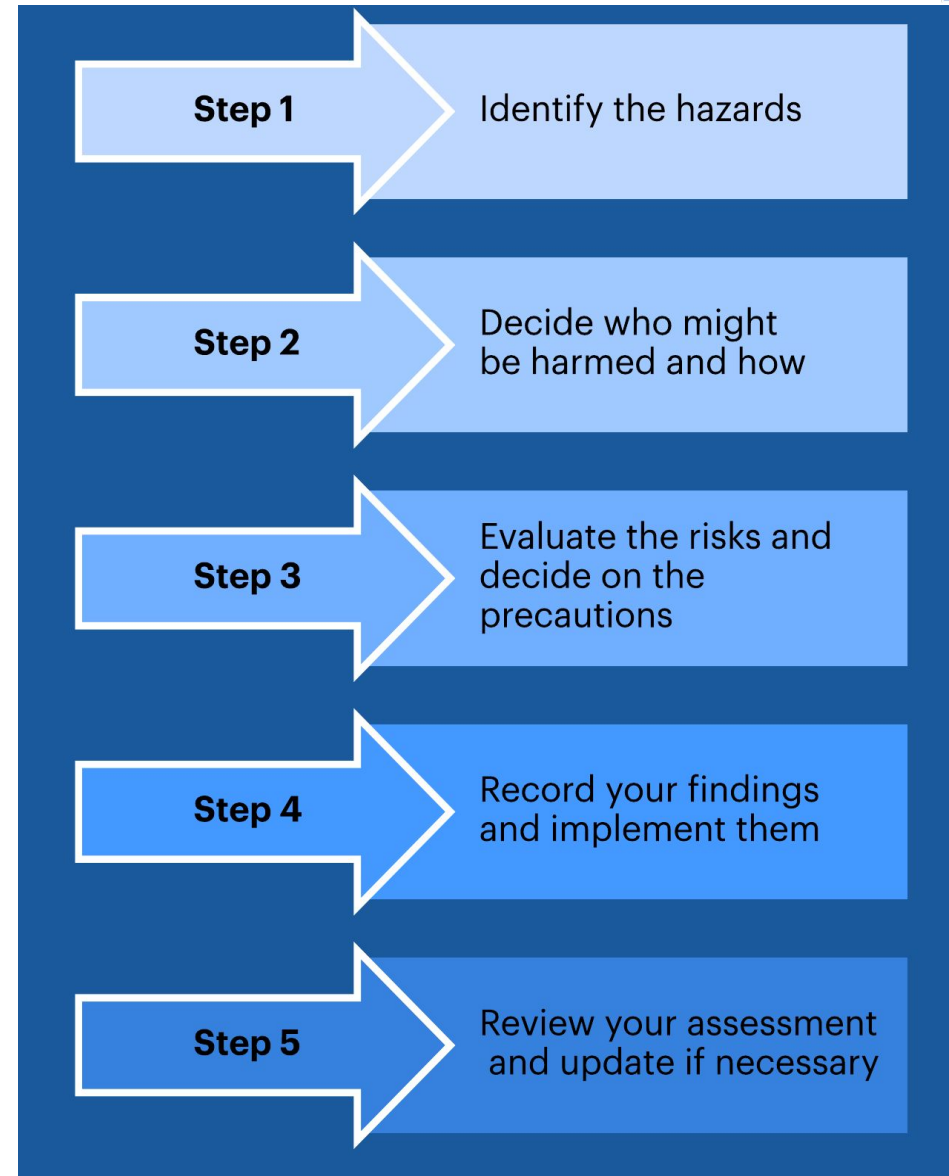 Step 1
Identify the hazards
Step 2
Decide who might
be harmed and how
Step 3
Evaluate the risks and
decide on the
precautions
Step 4
Record your findings
and implement them
Step 5
Review your assessment
and update if necessary